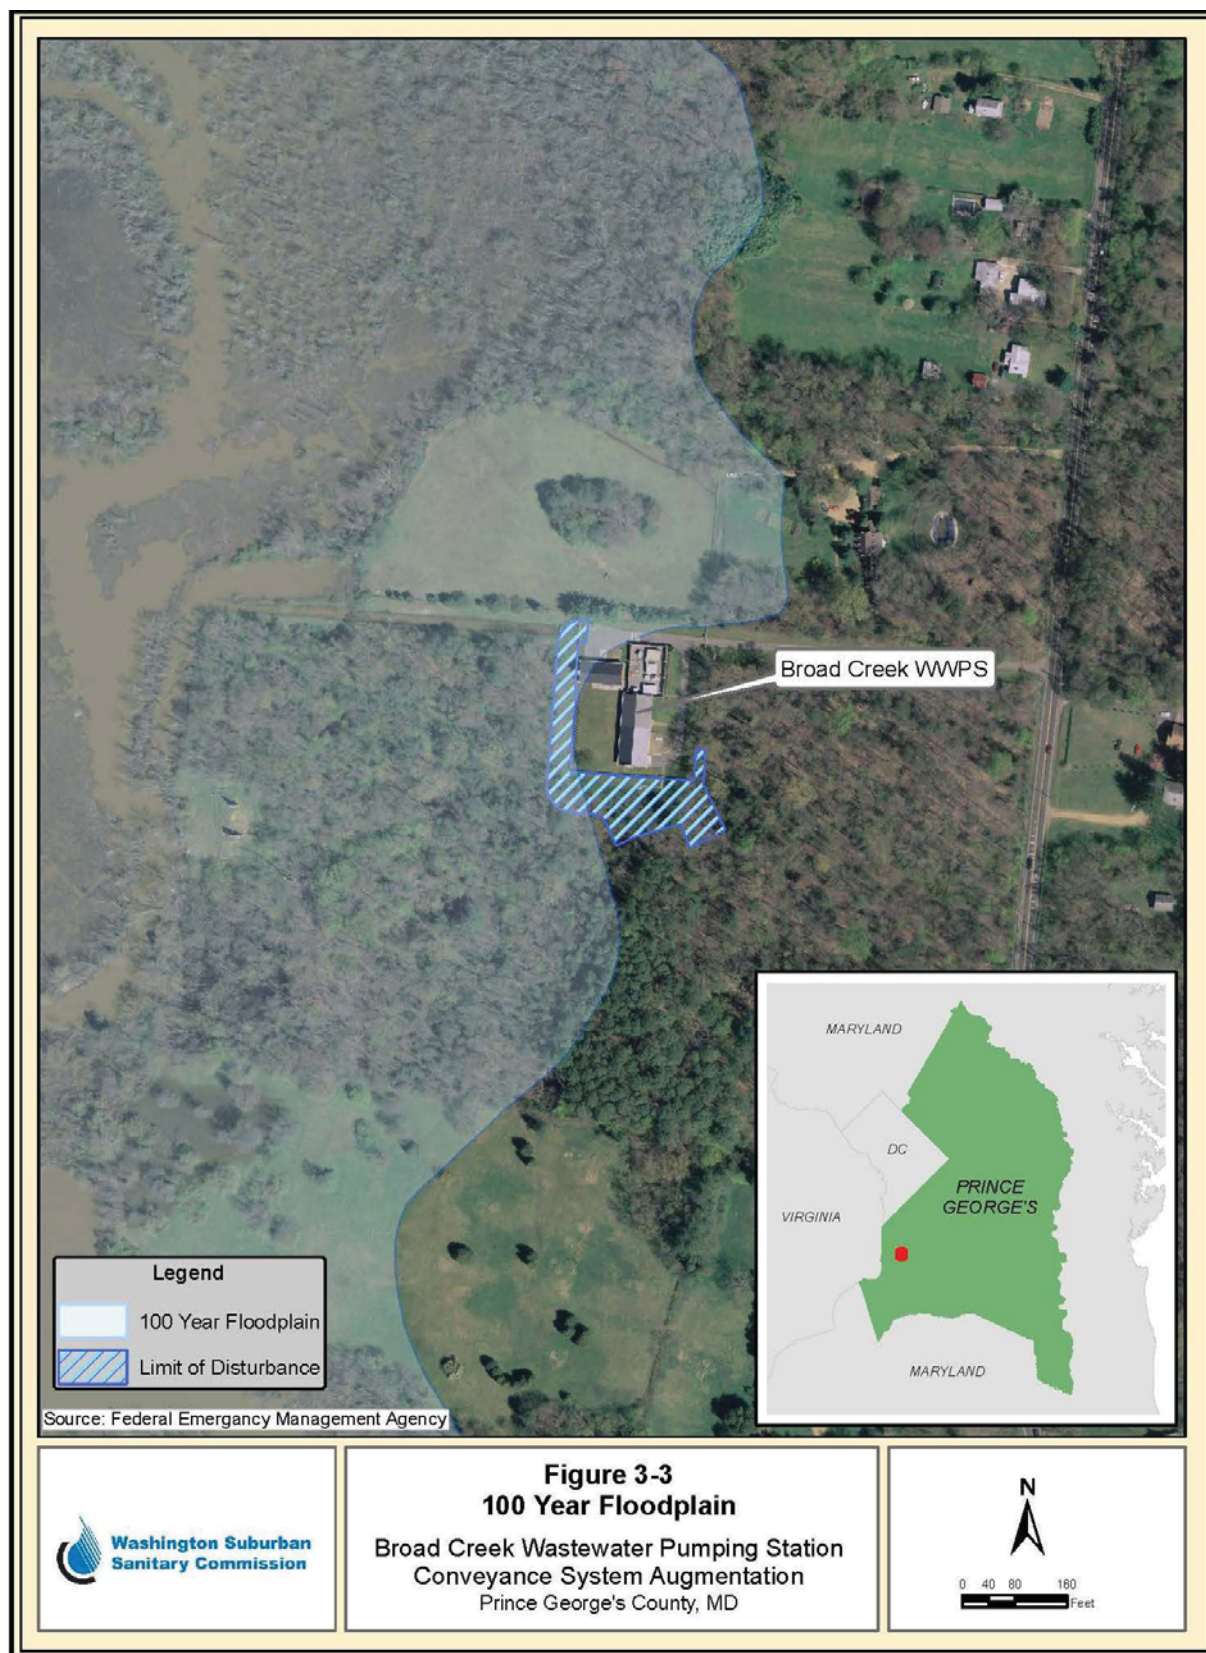 Broad Creek WWPS
MARYLAND
DC
PRINCE
GEORGE'S
VIRGINIA
MARYLAND
Legend
100 Year Floodplain
Limit of Disturbance
Source: Federal Emergancy Management Agency
Washington Suburban
Sanitary Commission
Figure 3-3
100 Year Floodplain
Broad Creek Wastewater Pumping Station
Conveyance System Augmentation
Prince George's County, MD
N
0 40 80 160
Feet